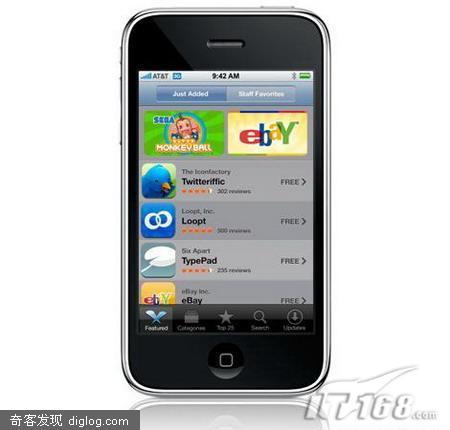 AT&T 3G 9:42 AM
Just Added Staff Favorites
SEGA
MONKEY BALL
ebaY
The Iconfactory
Twitteriffic
302 reviews
FREE
Loopt, Inc.
Loopt
500 reviews
FREE
Six Apart
TypePad
235 reviews
FREE
eBay Inc.
eBay
FREE
Featured Categories Top 25 Search Updates
IT168.com
奇客发现 diglog.com